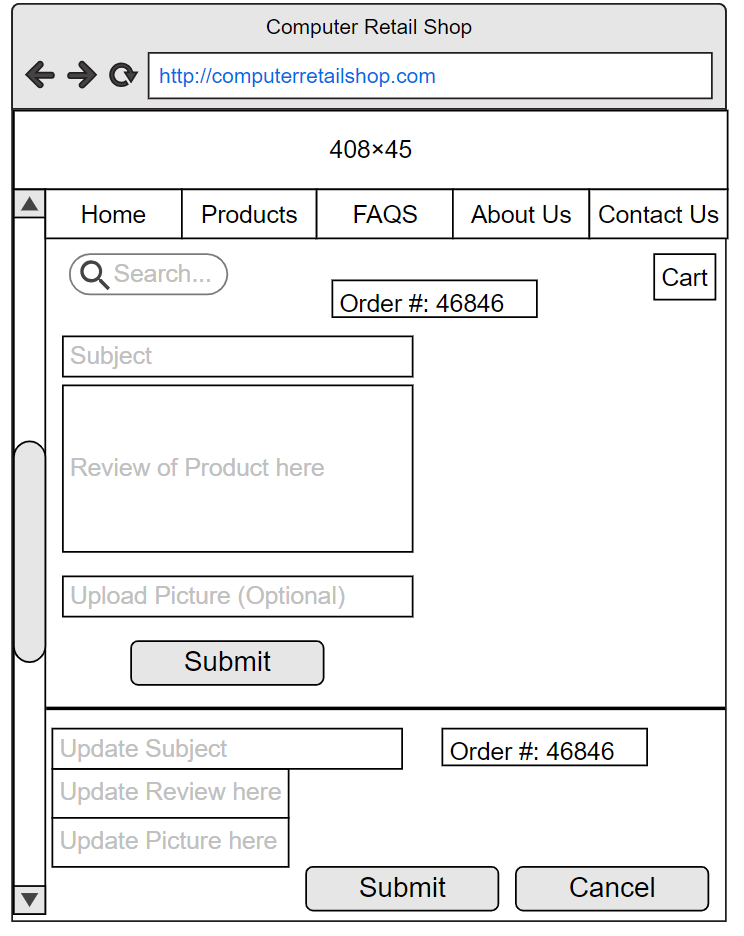 Computer Retail Shop
http://computerretailshop.com
408×45
Home Products FAQS About Us Contact Us
Search... Cart
Order #: 46846
Subject
Review of Product here
Upload Picture (Optional)
Submit
Update Subject Order #: 46846
Update Review here
Update Picture here
Submit Cancel